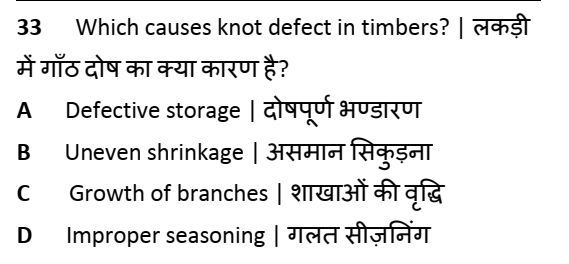 33 Which causes knot defect in timbers? | लकड़ी
में गाँठ दोष का क्या कारण है?
A Defective storage | दोषपूर्ण भण्डारण
B Uneven shrinkage | असमान सिकुड़ना
C Growth of branches | शाखाओं की वृद्धि
D Improper seasoning | गलत सीज़निंग